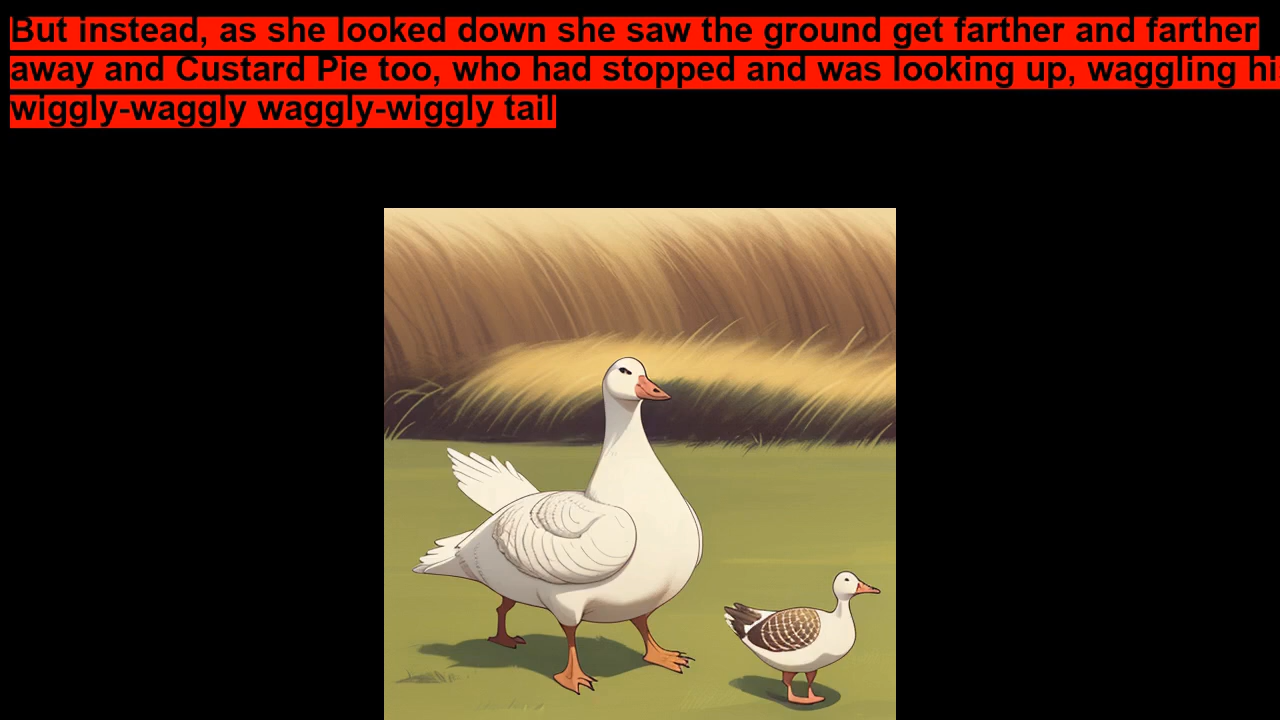 But instead, as she looked down she saw the ground get farther and farther
away and Custard Pie too, who had stopped and was looking up, waggling hi
wiggly-waggly waggly-wiggly tail